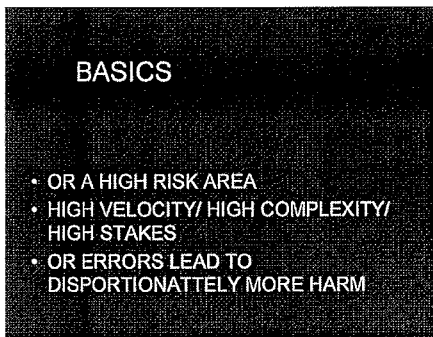 BASICS
• OR A HIGH RISK AREA
• HIGH VELOCITY/ HIGH COMPLEXITY/
HIGH STAKES
• OR ERRORS LEAD TO
DISPORTIONATTELY MORE HARM